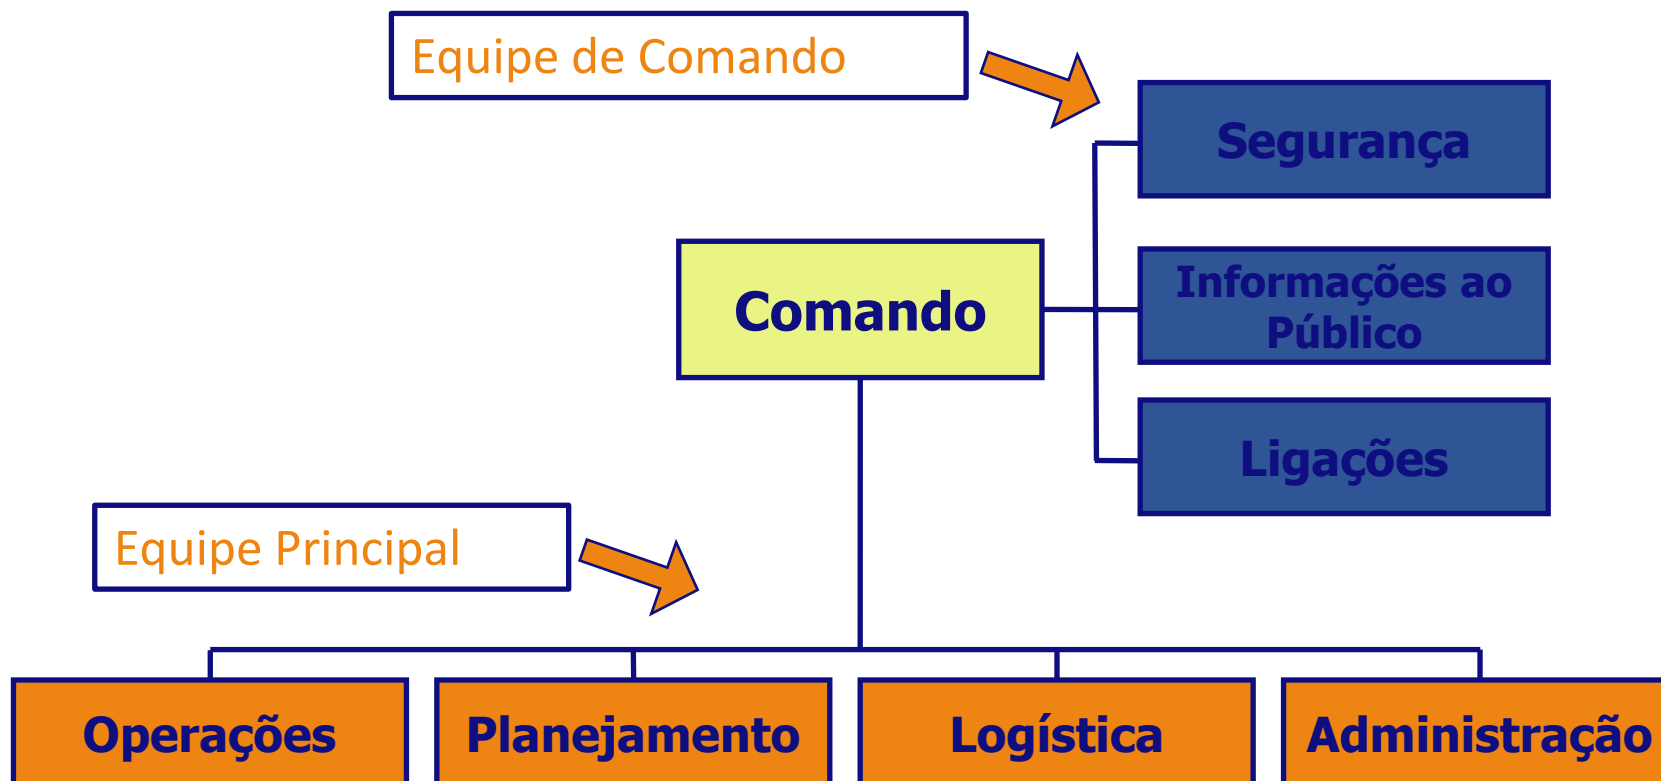 Equipe de Comando
Segurança
Informações ao
Público
Comando
Ligações
Equipe Principal
Operações
Planejamento
Logística
Administração